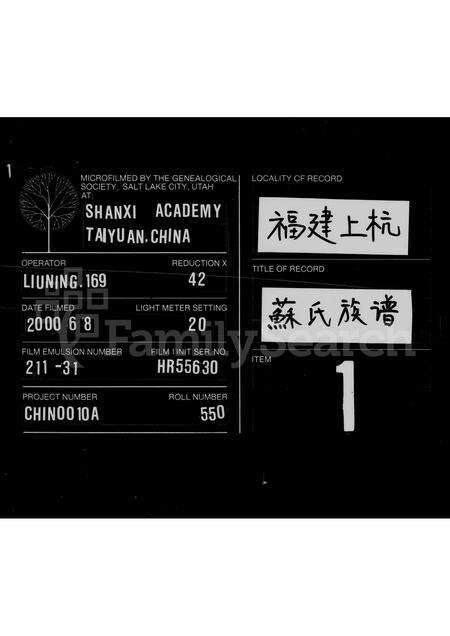 1
MICROFILMED BY THE GENEALOGICAL
SOCIETY, SALT LAKE CITY, UTAH
AT:
SHANXI ACADEMY
TAIYUAN.CHINA
OPERATOR REDUCTION X
LIUNING.169 42
DATE FILMED LIGHT METER SETTING
2000 6 8 20
FILM EMULSION NUMBER FILM UNIT SER. NO.
211 -31 HR55630
PROJECT NUMBER ROLL NUMBER
CHIN0010A 550
LOCALITY OF RECORD
福建上杭
TITLE OF RECORD
蘇氏族谱
ITEM
1
FamilySearch